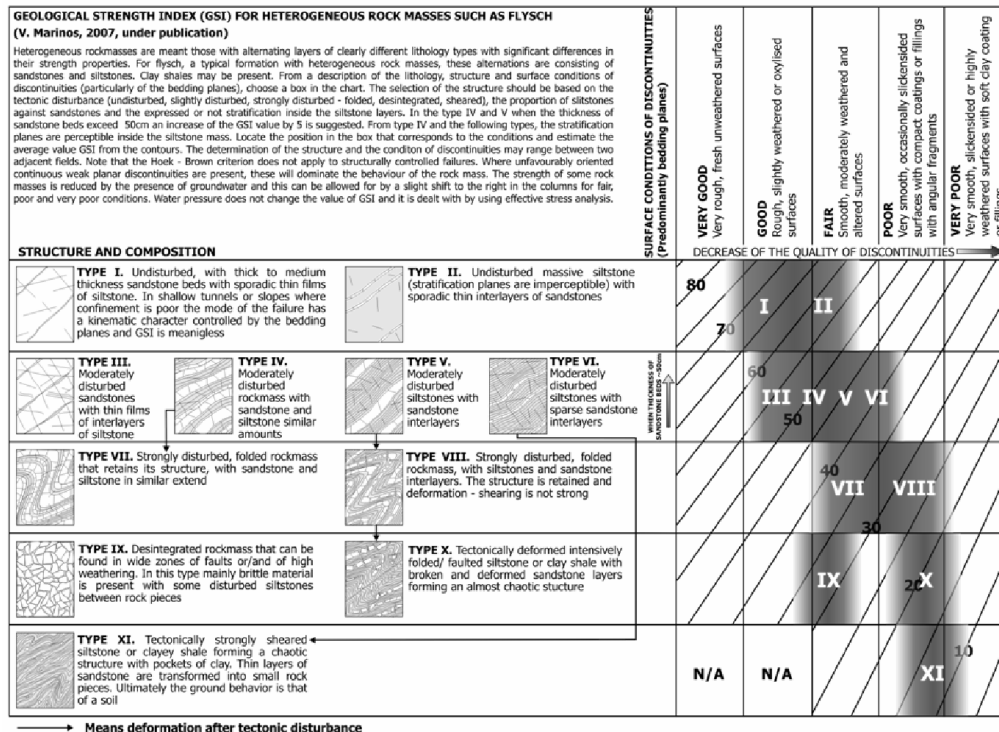 GEOLOGICAL STRENGTH INDEX (GSI) FOR HETEROGENEOUS ROCK MASSES SUCH AS FLYSCH
(V. Marinos, 2007, under publication)
Heterogeneous rockmasses are meant those with alternating layers of clearly different lithology types with significant differences in
their strength properties. For flysch, a typical formation with heterogeneous rock masses, these alternations are consisting of
sandstones and siltstones. Clay shales may be present. From a description of the lithology, structure and surface conditions of
discontinuities (particularly of the bedding planes), choose a box in the chart. The selection of the structure should be based on the
tectonic disturbance (undisturbed, slightly disturbed, strongly disturbed - folded, desintegrated, sheared), the proportion of siltstones
against sandstones and the expressed or not stratification inside the siltstone layers. In the type IV and V when the thickness of
sandstone beds exceed 50cm an increase of the GSI value by 5 is suggested. From type IV and the following types, the stratification
planes are perceptible inside the siltstone mass. Locate the position in the box that corresponds to the conditions and estimate the
average value GSI from the contours. The determination of the structure and the conditon of discontinuities may range between two
adjacent fields. Note that the Hoek - Brown criterion does not apply to structurally controlled failures. Where unfavourably oriented
continuous weak planar discontinuities are present, these will dominate the behaviour of the rock mass. The strength of some rock
masses is reduced by the presence of groundwater and this can be allowed for by a slight shift to the right in the columns for fair,
poor and very poor conditions. Water pressure does not change the value of GSI and it is dealt with by using effective stress analysis.
SURFACE CONDITIONS OF DISCONTINUITIES
(Predominantly bedding planes)
VERY GOOD
Very rough, fresh unweathered surfaces
GOOD
Rough, slightly weathered or oxylised
surfaces
FAIR
Smooth, moderately weathered and
altered surfaces
POOR
Very smooth, occasionally slickensided
surfaces with compact coatings or fillings
with angular fragments
VERY POOR
Very smooth, slickensided or highly
weathered surfaces with soft clay coating
or fillings
STRUCTURE AND COMPOSITION
DECREASE OF THE QUALITY OF DISCONTINUITIES
TYPE I. Undisturbed, with thick to medium
thickness sandstone beds with sporadic thin films
of siltstone. In shallow tunnels or slopes where
confinement is poor the mode of the failure has
a kinematic character controlled by the bedding
planes and GSI is meanigless
TYPE II. Undisturbed massive siltstone
(stratification planes are imperceptible) with
sporadic thin interlayers of sandstones
80
70
I
II
TYPE III.
Moderately
disturbed
sandstones
with thin films
of interlayers
of siltstone
TYPE IV.
Moderately
disturbed
rockmass with
sandstone and
siltstone similar
amounts
TYPE V.
Moderately
disturbed
siltstones with
sandstone
interlayers
TYPE VI.
Moderately
disturbed
siltstones with
sparse sandstone
interlayers
WHEN THICKNESS OF
SANDSTONE BEDS ~50cm
60
III IV V VI
50
TYPE VII. Strongly disturbed, folded rockmass
that retains its structure, with sandstone and
siltstone in similar extend
TYPE VIII. Strongly disturbed, folded
rockmass, with siltstones and sandstone
interlayers. The structure is retained and
deformation - shearing is not strong
40
VII
VIII
30
TYPE IX. Desintegrated rockmass that can be
found in wide zones of faults or/and of high
weathering. In this type mainly brittle material
is present with some disturbed siltstones
between rock pieces
TYPE X. Tectonically deformed intensively
folded/ faulted siltstone or clay shale with
broken and deformed sandstone layers
forming an almost chaotic stucture
IX
20
X
TYPE XI. Tectonically strongly sheared
siltstone or clayey shale forming a chaotic
structure with pockets of clay. Thin layers of
sandstone are transformed into small rock
pieces. Ultimately the ground behavior is that
of a soil
N/A
N/A
10
XI
Means deformation after tectonic disturbance